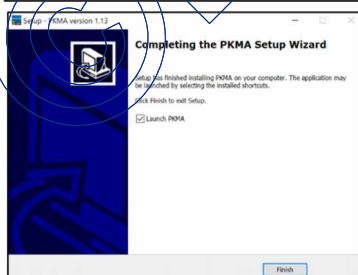 Setup - PKMA version 1.13
Completing the PKMA Setup Wizard
Setup has finished installing PKMA on your computer. The application may
be launched by selecting the installed shortcuts.
Click Finish to exit Setup.
Launch PKMA
Finish